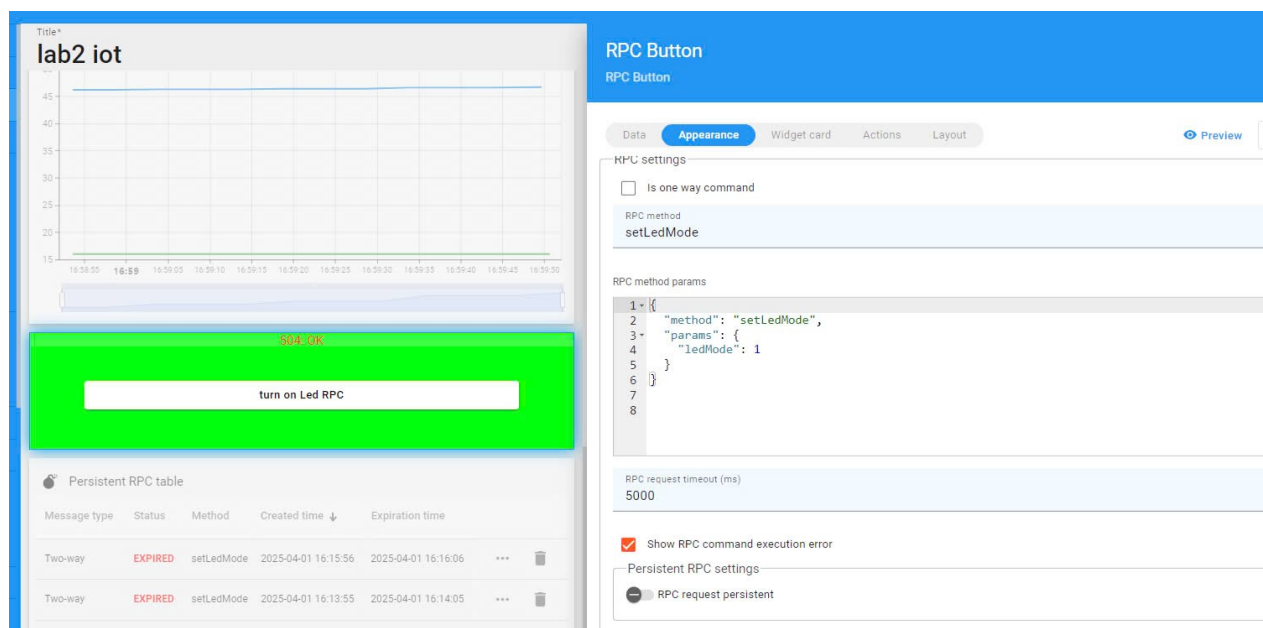 Title*
lab2 iot
45
40
35
30
25
20
15
16:58:55 16:59 16:59:05 16:59:10 16:59:15 16:59:20 16:59:25 16:59:30 16:59:35 16:59:40 16:59:45 16:59:50
504: OK
turn on Led RPC
Persistent RPC table
Message type Status Method Created time Expiration time
Two-way EXPIRED setLedMode 2025-04-01 16:15:56 2025-04-01 16:16:06
Two-way EXPIRED setLedMode 2025-04-01 16:13:55 2025-04-01 16:14:05
RPC Button
RPC Button
Data Appearance Widget card Actions Layout Preview
RPC settings
Is one way command
RPC method
setLedMode
RPC method params
1 {
2 "method": "setLedMode",
3 "params": {
4 "ledMode": 1
5 }
6 }
7
8
RPC request timeout (ms)
5000
Show RPC command execution error
Persistent RPC settings
RPC request persistent